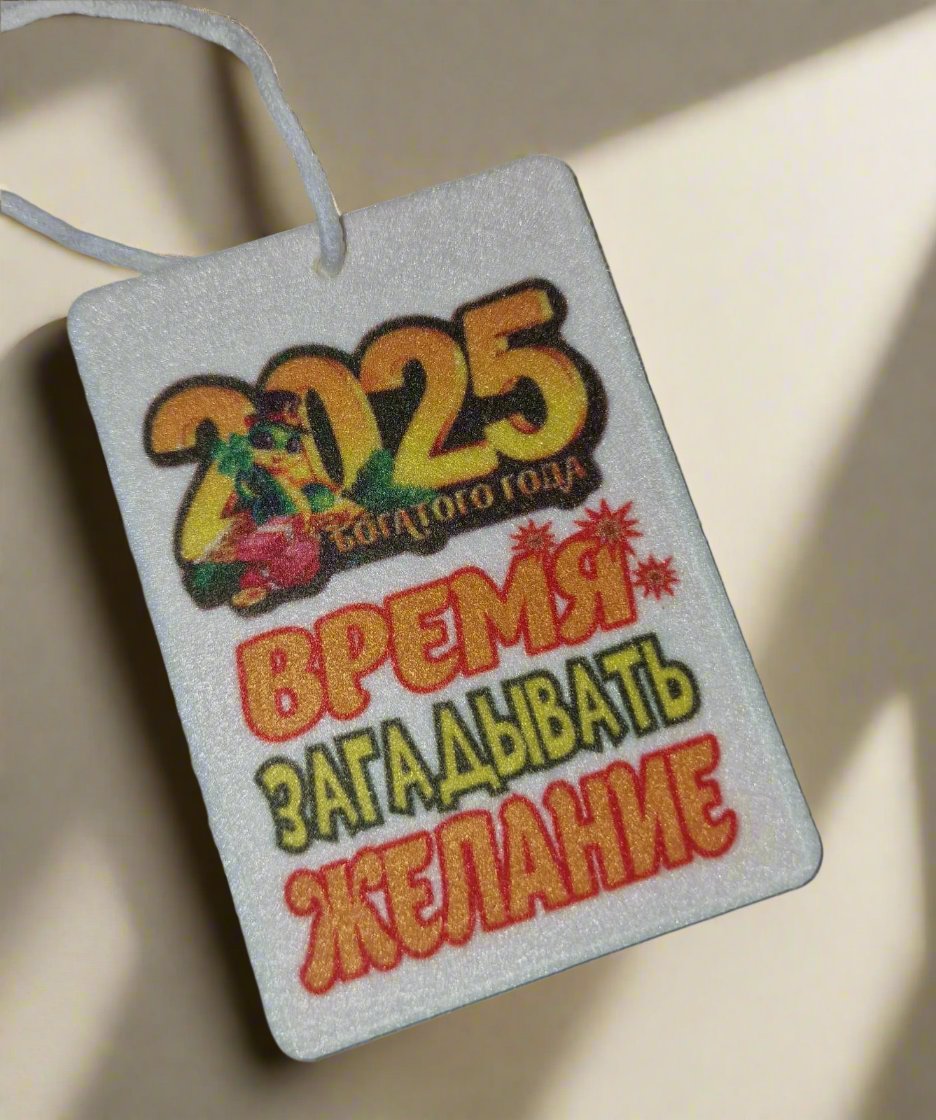 2025
БОГАТОГО ГОДА
ВРЕМЯ
ЗАГАДЫВАТЬ
ЖЕЛАНИЕ